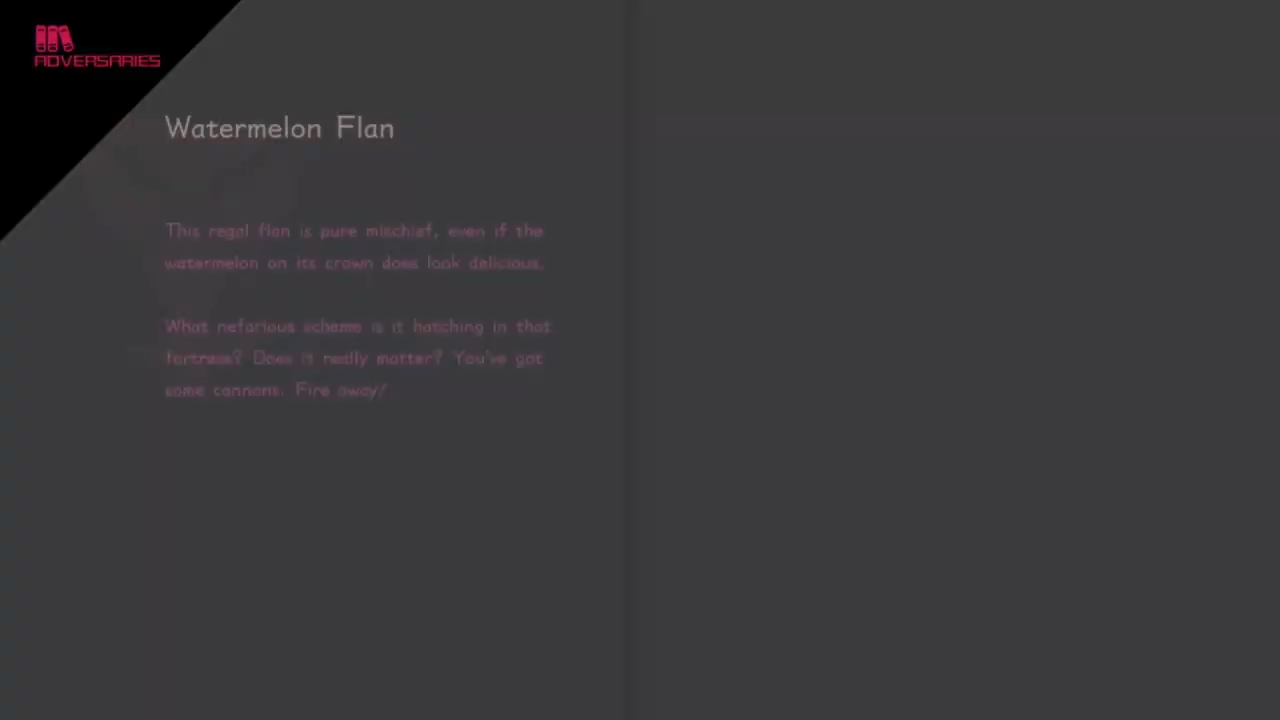 ADVERSARIES
Watermelon Flan
This regal flan is pure mischief, even if the
watermelon on its crown does look delicious.
What nefarious scheme is it hatching in that
fortress? Does it really matter? You've got
some cannons. Fire away!